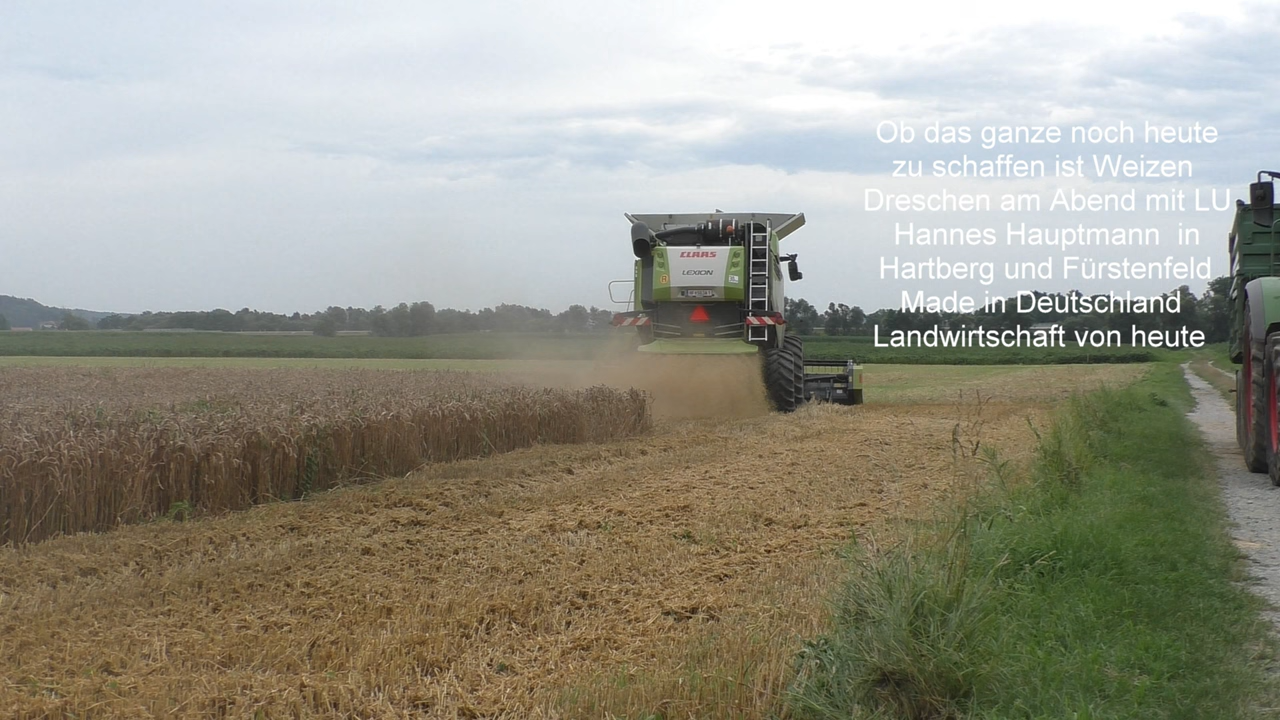 Ob das ganze noch heute
zu schaffen ist Weizen
Dreschen am Abend mit LU
Hannes Hauptmann in
Hartberg und Fürstenfeld
Made in Deutschland
Landwirtschaft von heute
CLAAS
LEXION